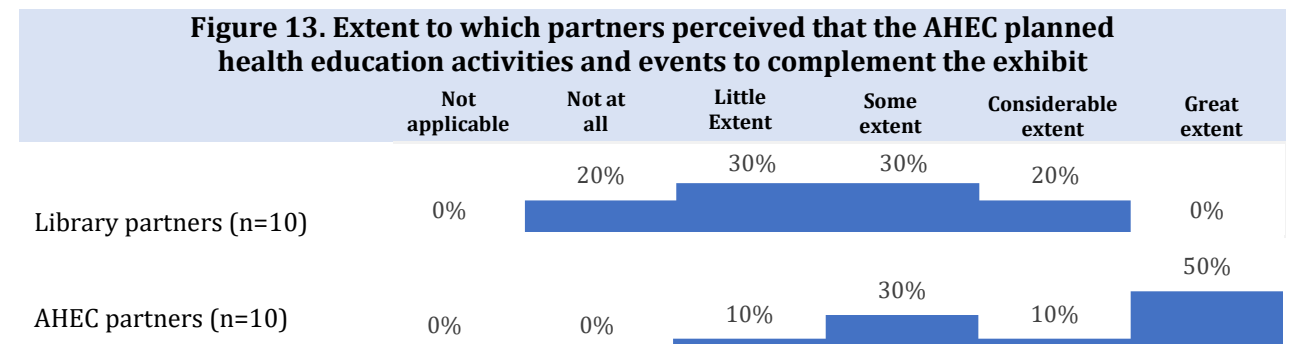 Figure 13. Extent to which partners perceived that the AHEC planned
health education activities and events to complement the exhibit
Not applicable Not at all Little Extent Some extent Considerable extent Great extent
Library partners (n=10) 0% 20% 30% 30% 20% 0%
AHEC partners (n=10) 0% 0% 10% 30% 10% 50%